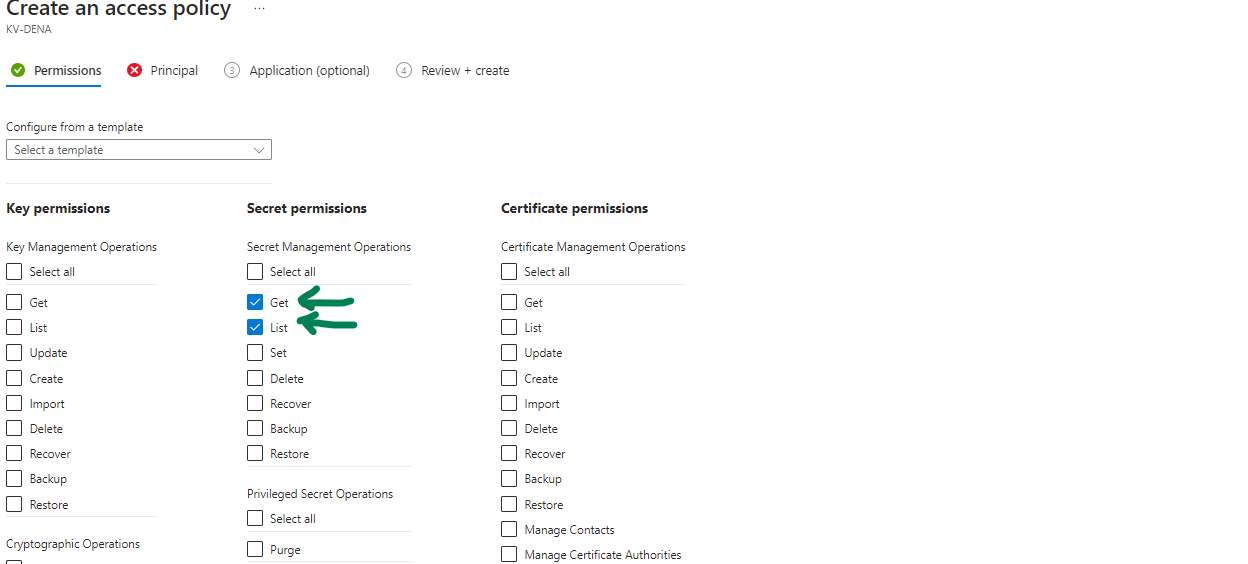 Create an access policy ...
KV-DENA
Permissions Principal 3 Application (optional) 4 Review + create
Configure from a template
Select a template
Key permissions
Key Management Operations
Select all
Get
List
Update
Create
Import
Delete
Recover
Backup
Restore
Cryptographic Operations
Secret permissions
Secret Management Operations
Select all
Get
List
Set
Delete
Recover
Backup
Restore
Privileged Secret Operations
Select all
Purge
Certificate permissions
Certificate Management Operations
Select all
Get
List
Update
Create
Import
Delete
Recover
Backup
Restore
Manage Contacts
Manage Certificate Authorities